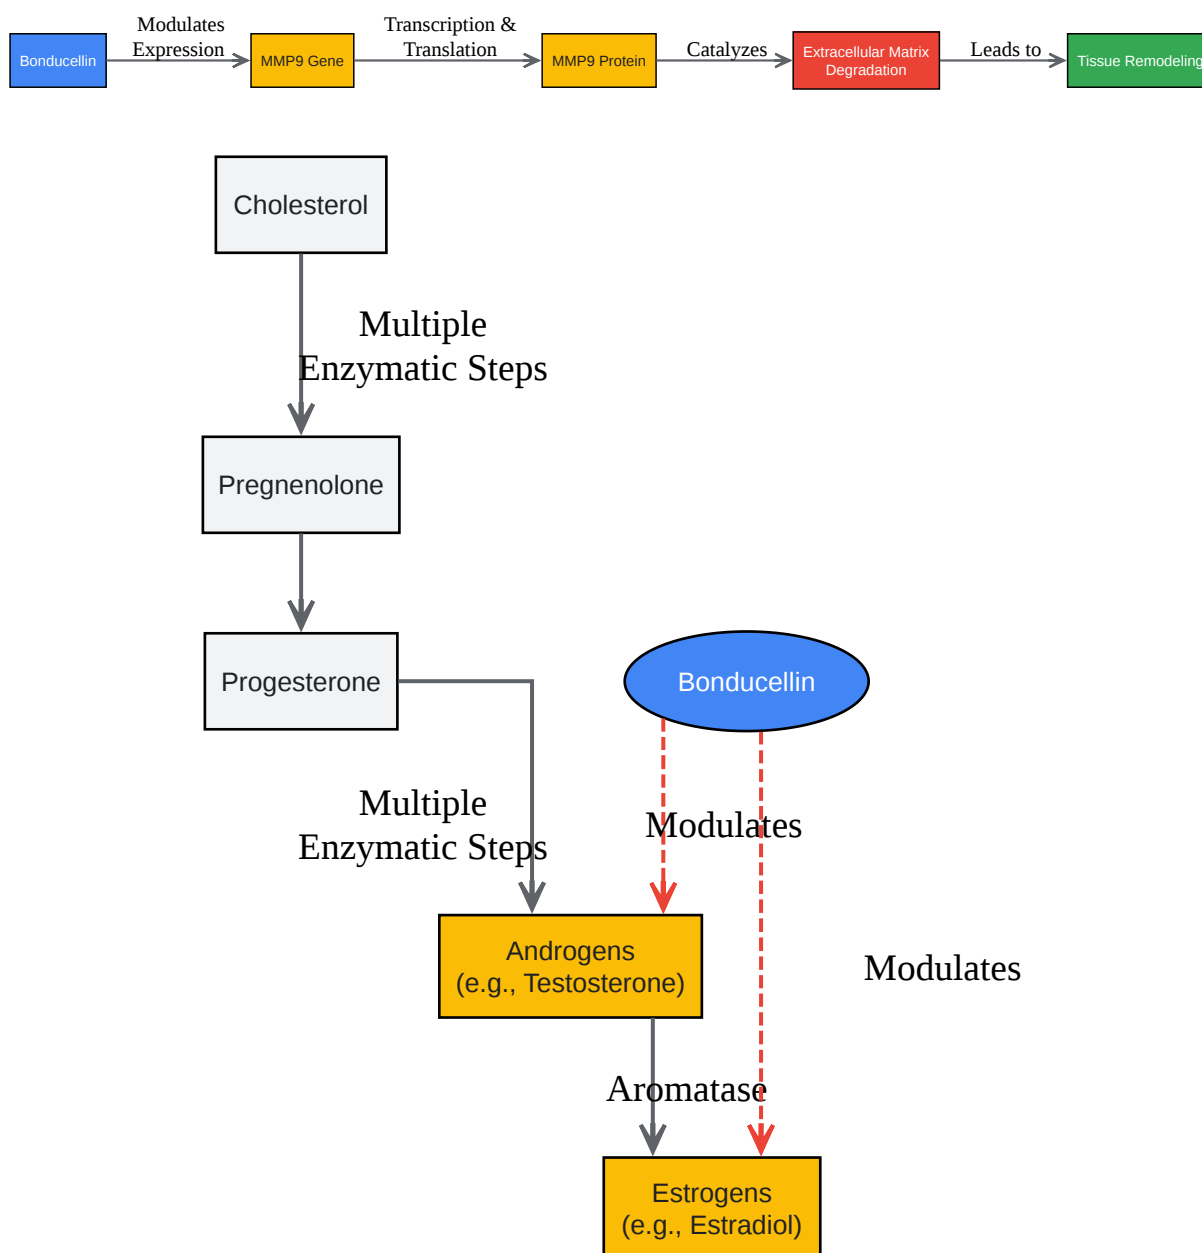 Bonducellin
Modulates
Expression
MMP9 Gene
Transcription &
Translation
MMP9 Protein
Catalyzes
Extracellular Matrix
Degradation
Leads to
Tissue Remodeling
Cholesterol
Multiple
Enzymatic Steps
Pregnenolone
Progesterone
Bonducellin
Multiple
Enzymatic Steps
Modulates
Androgens
(e.g., Testosterone)
Modulates
Aromatase
Estrogens
(e.g., Estradiol)